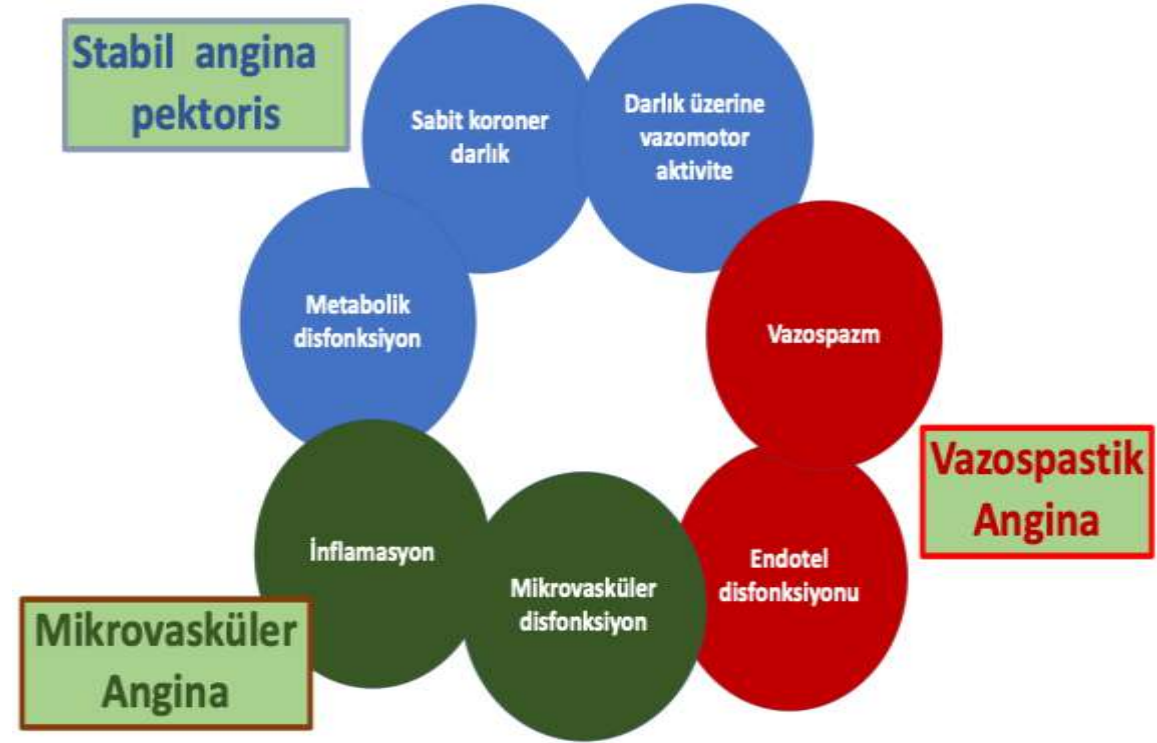 Stabil angina
pektoris
Sabit koroner
darlık
Darlık üzerine
vazomotor
aktivite
Metabolik
disfonksiyon
Vazospazm
Vazospastik
Angina
İnflamasyon
Mikrovasküler
disfonksiyon
Endotel
disfonksiyonu
Mikrovasküler
Angina